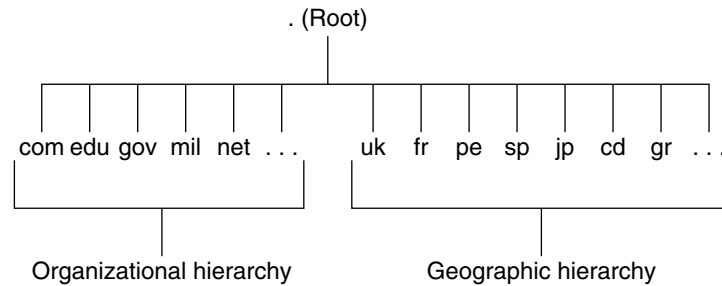 . (Root)
com edu gov mil net . . . uk fr pe sp jp cd gr . . .
Organizational hierarchy Geographic hierarchy